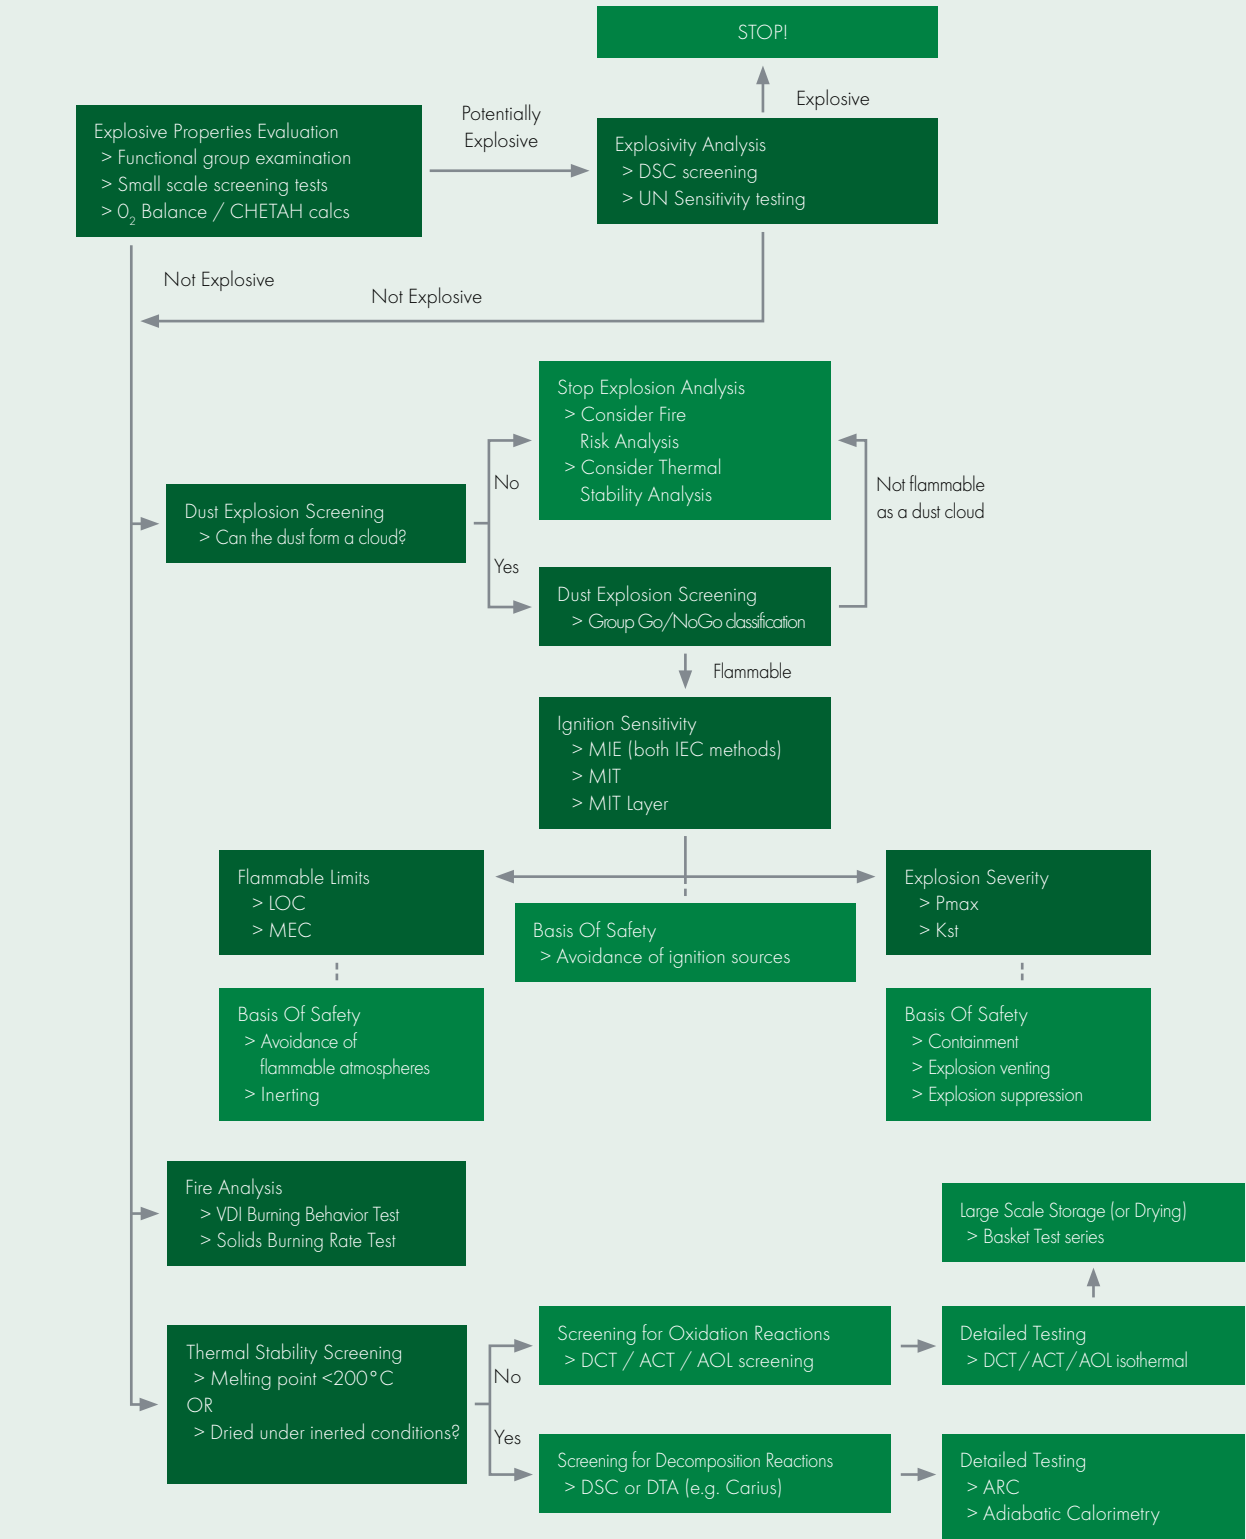 STOP!
Explosive
Potentially
Explosive
Explosive Properties Evaluation
> Functional group examination
> Small scale screening tests
> 0₂ Balance / CHETAH calcs
Explosivity Analysis
> DSC screening
> UN Sensitivity testing
Not Explosive
Not Explosive
Stop Explosion Analysis
> Consider Fire
Risk Analysis
> Consider Thermal
Stability Analysis
No
Not flammable
as a dust cloud
Dust Explosion Screening
> Can the dust form a cloud?
Yes
Dust Explosion Screening
> Group Go/NoGo classification
Flammable
Ignition Sensitivity
> MIE (both IEC methods)
> MIT
> MIT Layer
Flammable Limits
> LOC
> MEC
Basis Of Safety
> Avoidance of ignition sources
Explosion Severity
> Pmax
> Kst
Basis Of Safety
> Avoidance of
flammable atmospheres
> Inerting
Basis Of Safety
> Containment
> Explosion venting
> Explosion suppression
Fire Analysis
> VDI Burning Behavior Test
> Solids Burning Rate Test
Large Scale Storage (or Drying)
> Basket Test series
Thermal Stability Screening
> Melting point <200°C
OR
> Dried under inerted conditions?
No
Screening for Oxidation Reactions
> DCT / ACT / AOL screening
Detailed Testing
> DCT/ACT/AOL isothermal
Yes
Screening for Decomposition Reactions
> DSC or DTA (e.g. Carius)
Detailed Testing
> ARC
> Adiabatic Calorimetry